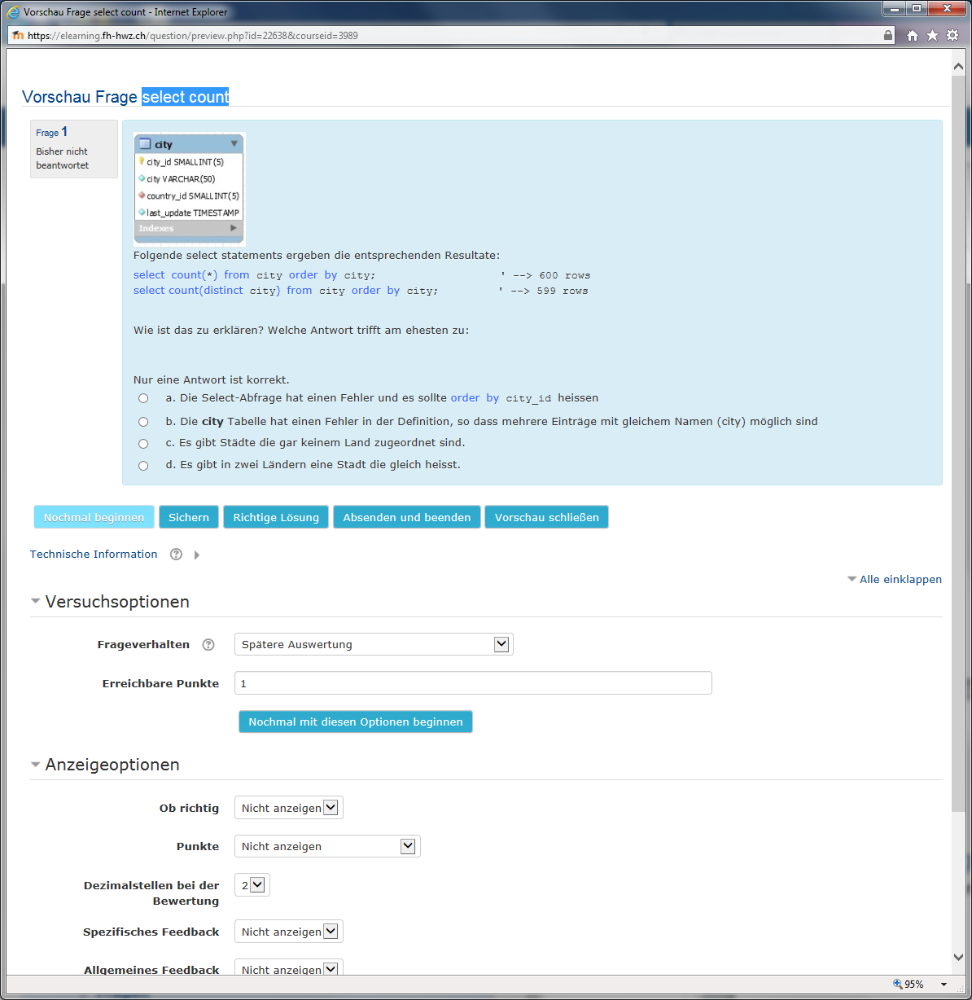 Vorschau Frage select count - Internet Explorer
https://elearning.fh-hwz.ch/question/preview.php?id=22638&courseid=3989
Vorschau Frage select count
Frage 1
Bisher nicht
beantwortet
city
city_id SMALLINT(5)
city VARCHAR(50)
country_id SMALLINT(5)
last_update TIMESTAMP
Indexes
Folgende select statements ergeben die entsprechenden Resultate:
select count(*) from city order by city; ' --> 600 rows
select count(distinct city) from city order by city; ' --> 599 rows
Wie ist das zu erklären? Welche Antwort trifft am ehesten zu:
Nur eine Antwort ist korrekt.
a. Die Select-Abfrage hat einen Fehler und es sollte order by city_id heissen
b. Die city Tabelle hat einen Fehler in der Definition, so dass mehrere Einträge mit gleichem Namen (city) möglich sind
c. Es gibt Städte die gar keinem Land zugeordnet sind.
d. Es gibt in zwei Ländern eine Stadt die gleich heisst.
Nochmal beginnen Sichern Richtige Lösung Absenden und beenden Vorschau schließen
Technische Information
Alle einklappen
Versuchsoptionen
Frageverhalten Spätere Auswertung
Erreichbare Punkte 1
Nochmal mit diesen Optionen beginnen
Anzeigeoptionen
Ob richtig Nicht anzeigen
Punkte Nicht anzeigen
Dezimalstellen bei der 2
Bewertung
Spezifisches Feedback Nicht anzeigen
Allgemeines Feedback Nicht anzeigen
95%